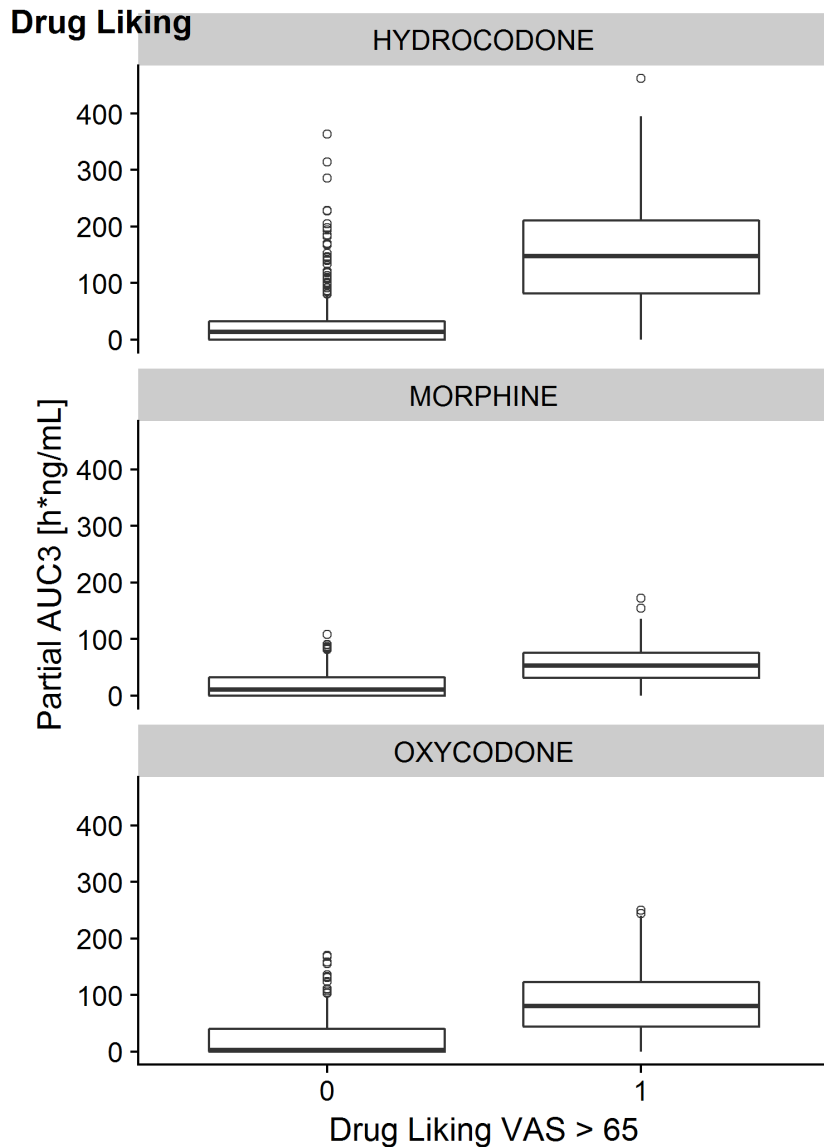 Drug Liking
HYDROCODONE
400
300
200
100
0
MORPHINE
400
300
200
100
0
Partial AUC3 [h*ng/mL]
OXYCODONE
400
300
200
100
0
0 1
Drug Liking VAS > 65